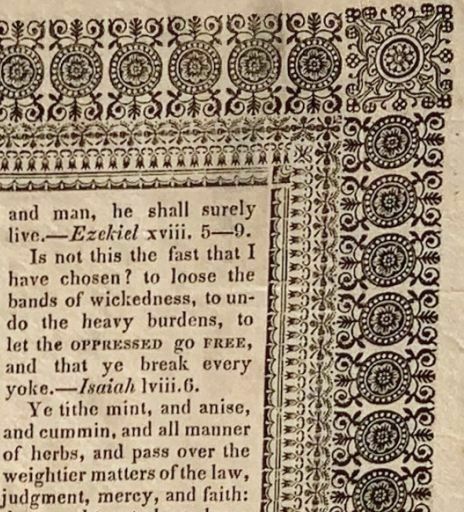 and man, he shall surely
live.—Ezekiel xviii. 5—9.
Is not this the fast that I
have chosen? to loose the
bands of wickedness, to un-
do the heavy burdens, to
let the OPPRESSED GO FREE,
and that ye break every
yoke.—Isaiah lviii.6.
Ye tithe mint, and anise,
and cummin, and all manner
of herbs, and pass over the
weightier matters of the law,
judgment, mercy, and faith: